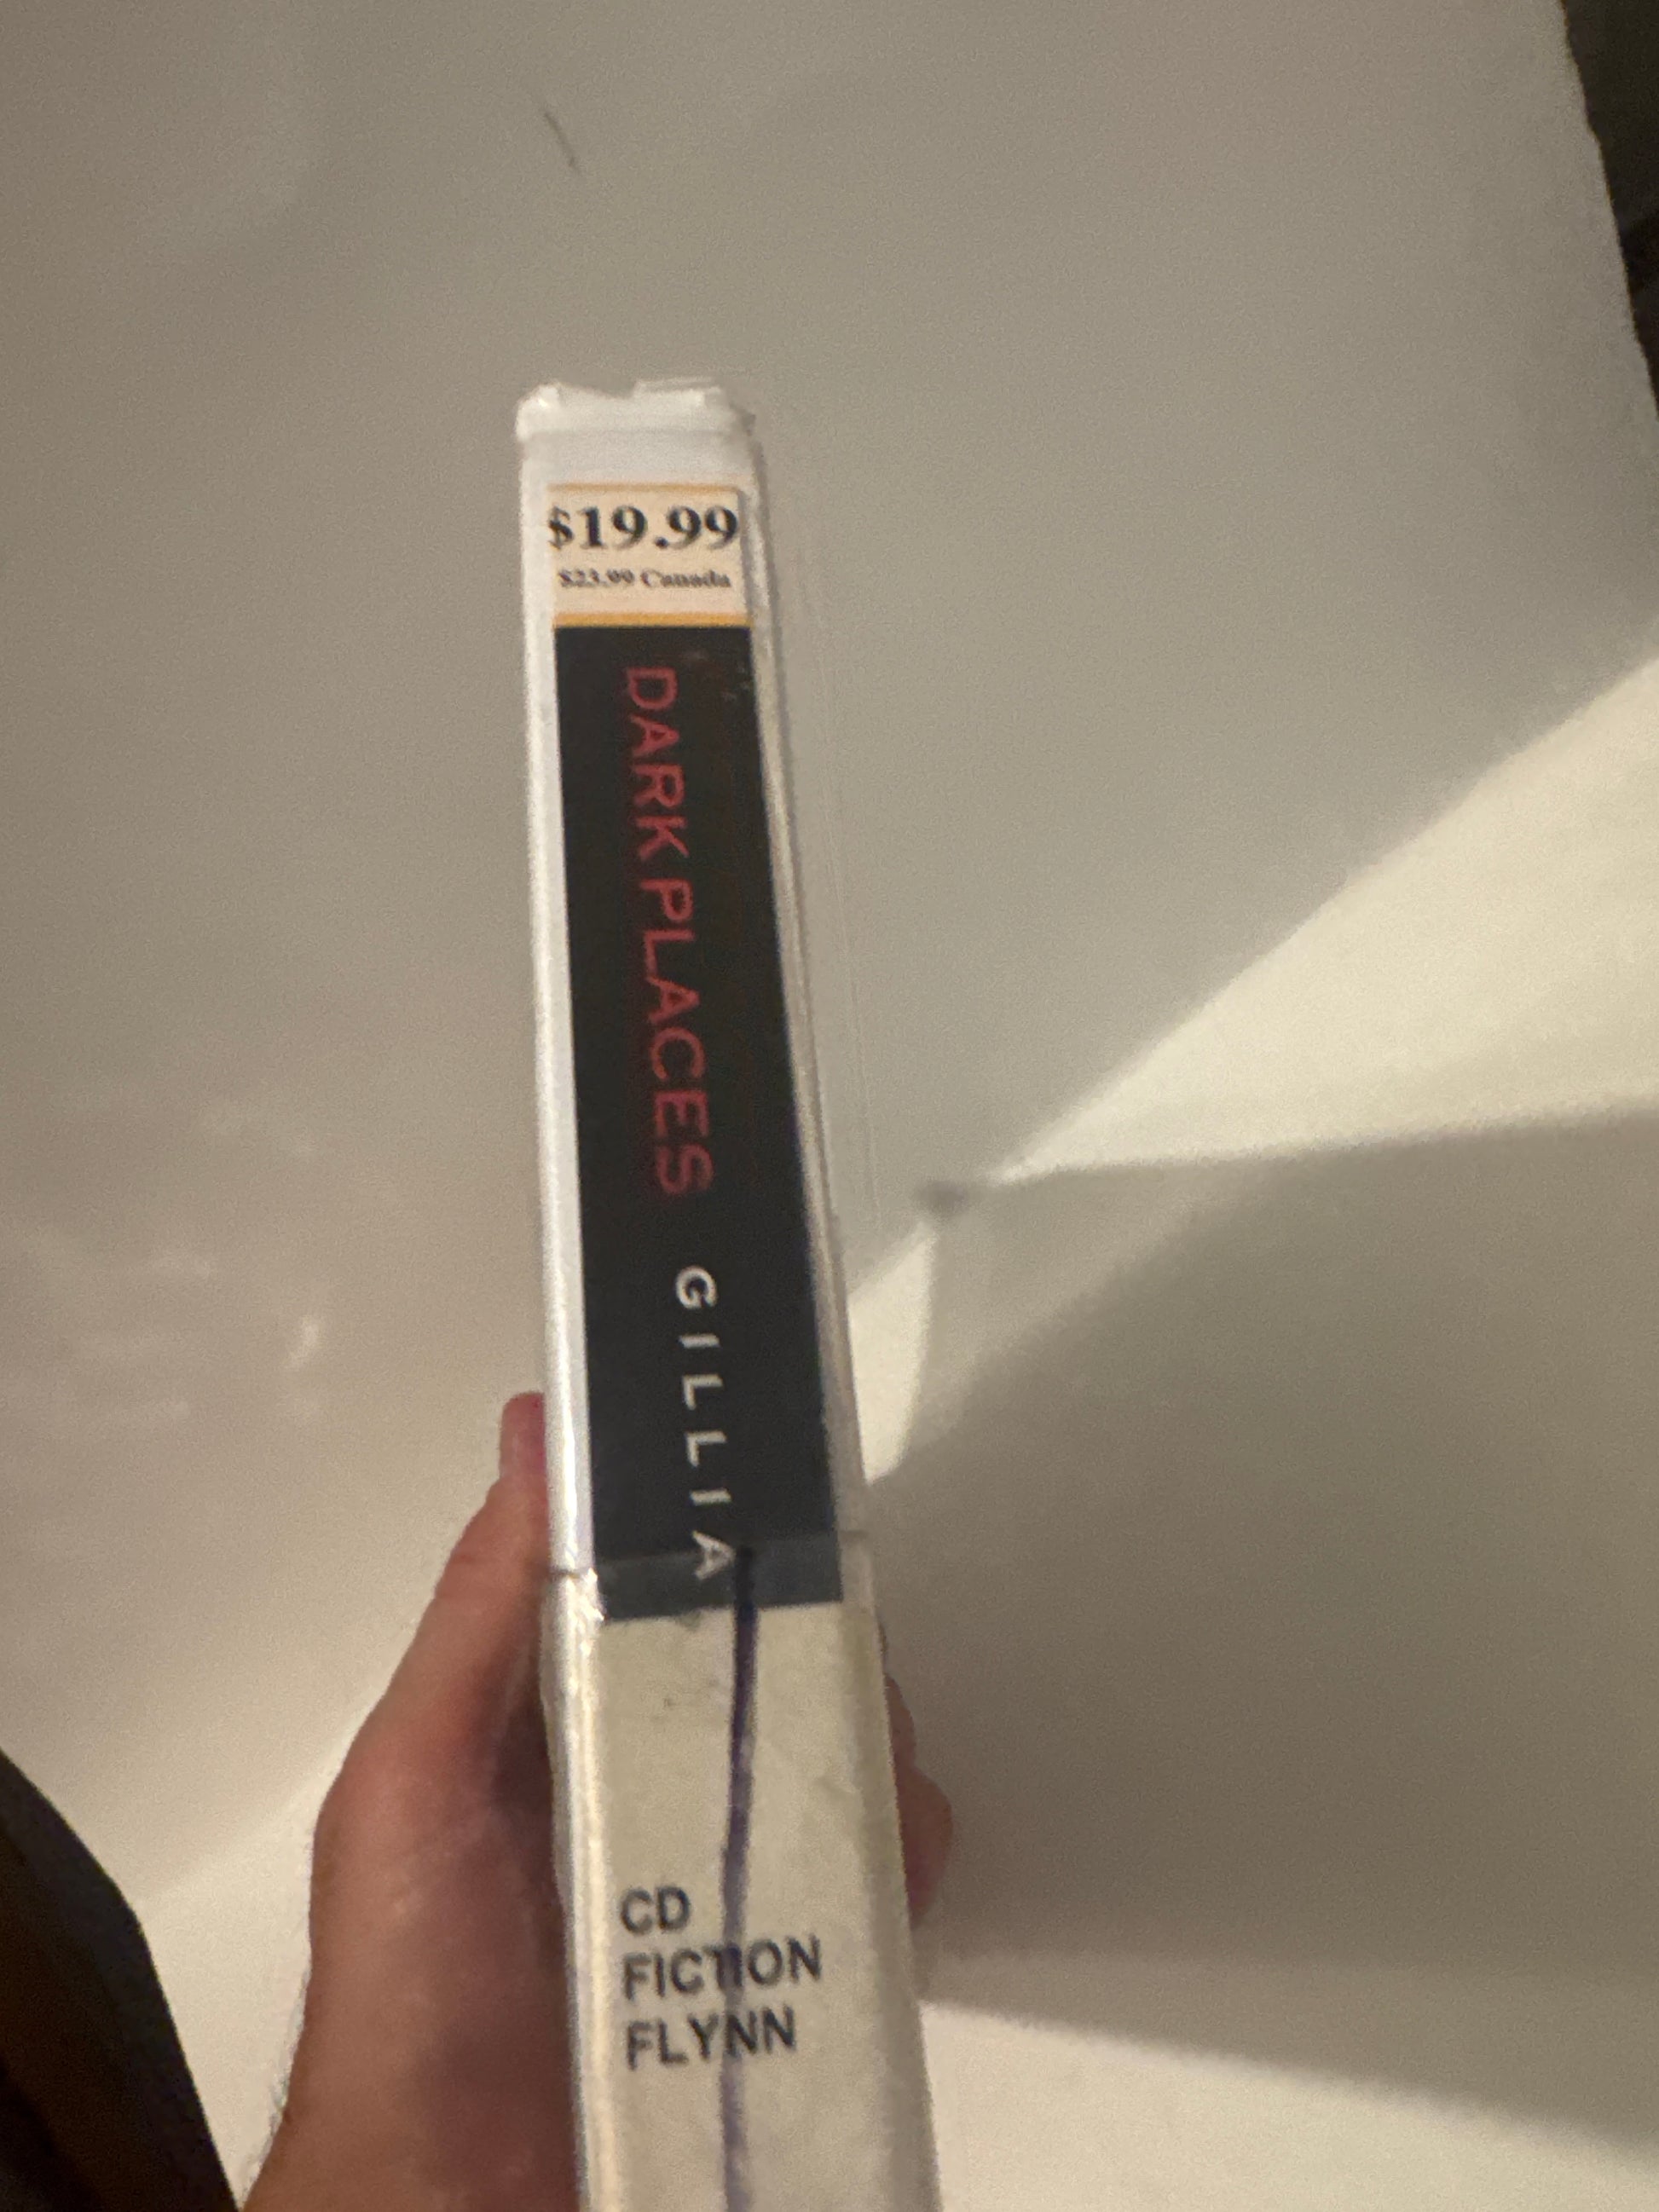 $19.99
$23.99 Canada
DARK PLACES GILLIA
CD
FICTION
FLYNN